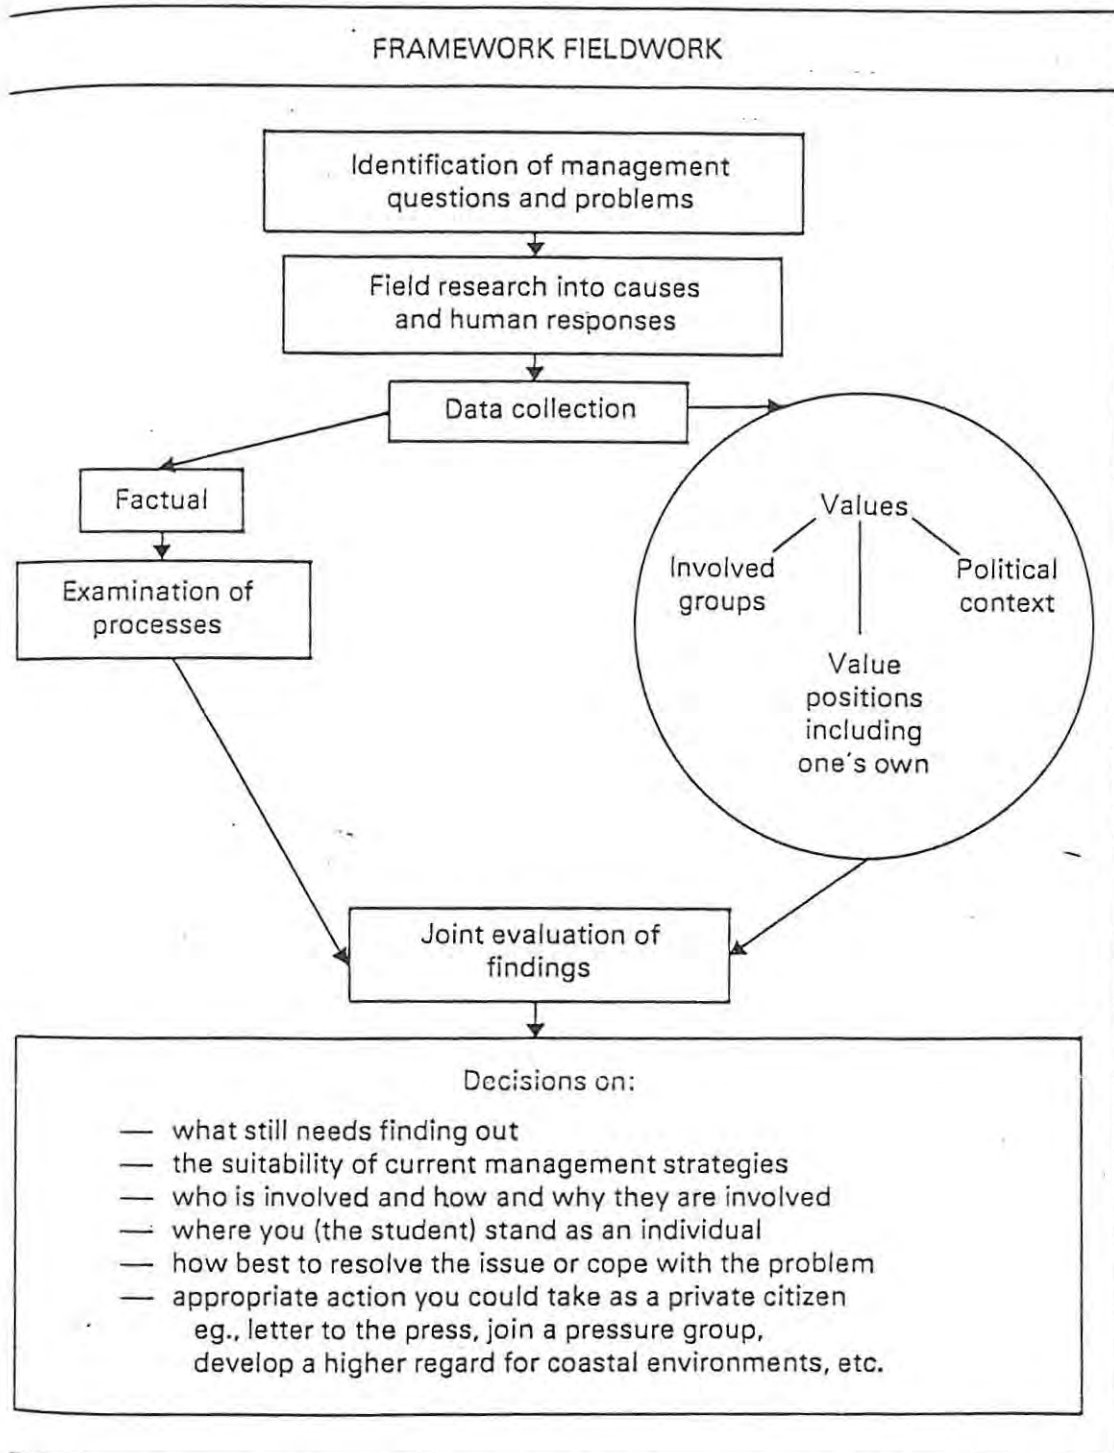 FRAMEWORK FIELDWORK
Identification of management
questions and problems
Field research into causes
and human responses
Data collection
Factual
Examination of
processes
Values
Involved
groups
Political
context
Value
positions
including
one's own
Joint evaluation of
findings
Decisions on:
— what still needs finding out
— the suitability of current management strategies
— who is involved and how and why they are involved
— where you (the student) stand as an individual
— how best to resolve the issue or cope with the problem
— appropriate action you could take as a private citizen
eg., letter to the press, join a pressure group,
develop a higher regard for coastal environments, etc.